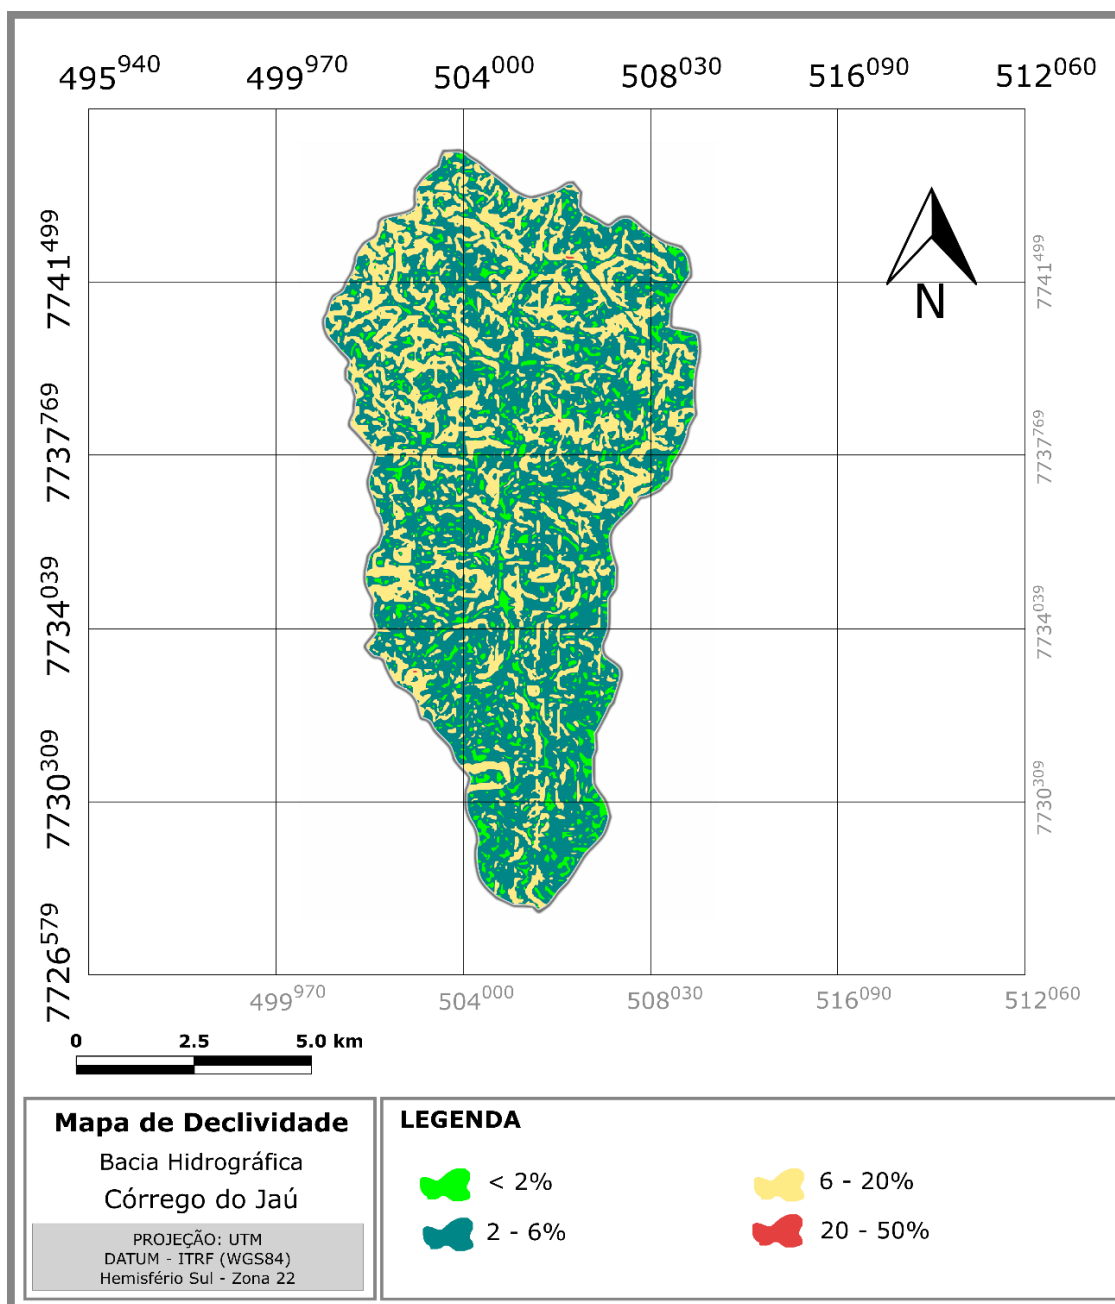 495940 499970 504000 508030 516090 512060
7741499
7741499
7737769
7737769
7734039
7734039
7730309
7730309
7726579
N
499970 504000 508030 516090 512060
0 2.5 5.0 km
Mapa de Declividade
Bacia Hidrográfica
Córrego do Jaú
PROJEÇÃO: UTM
DATUM - ITRF (WGS84)
Hemisfério Sul - Zona 22
LEGENDA
< 2%
2 - 6%
6 - 20%
20 - 50%